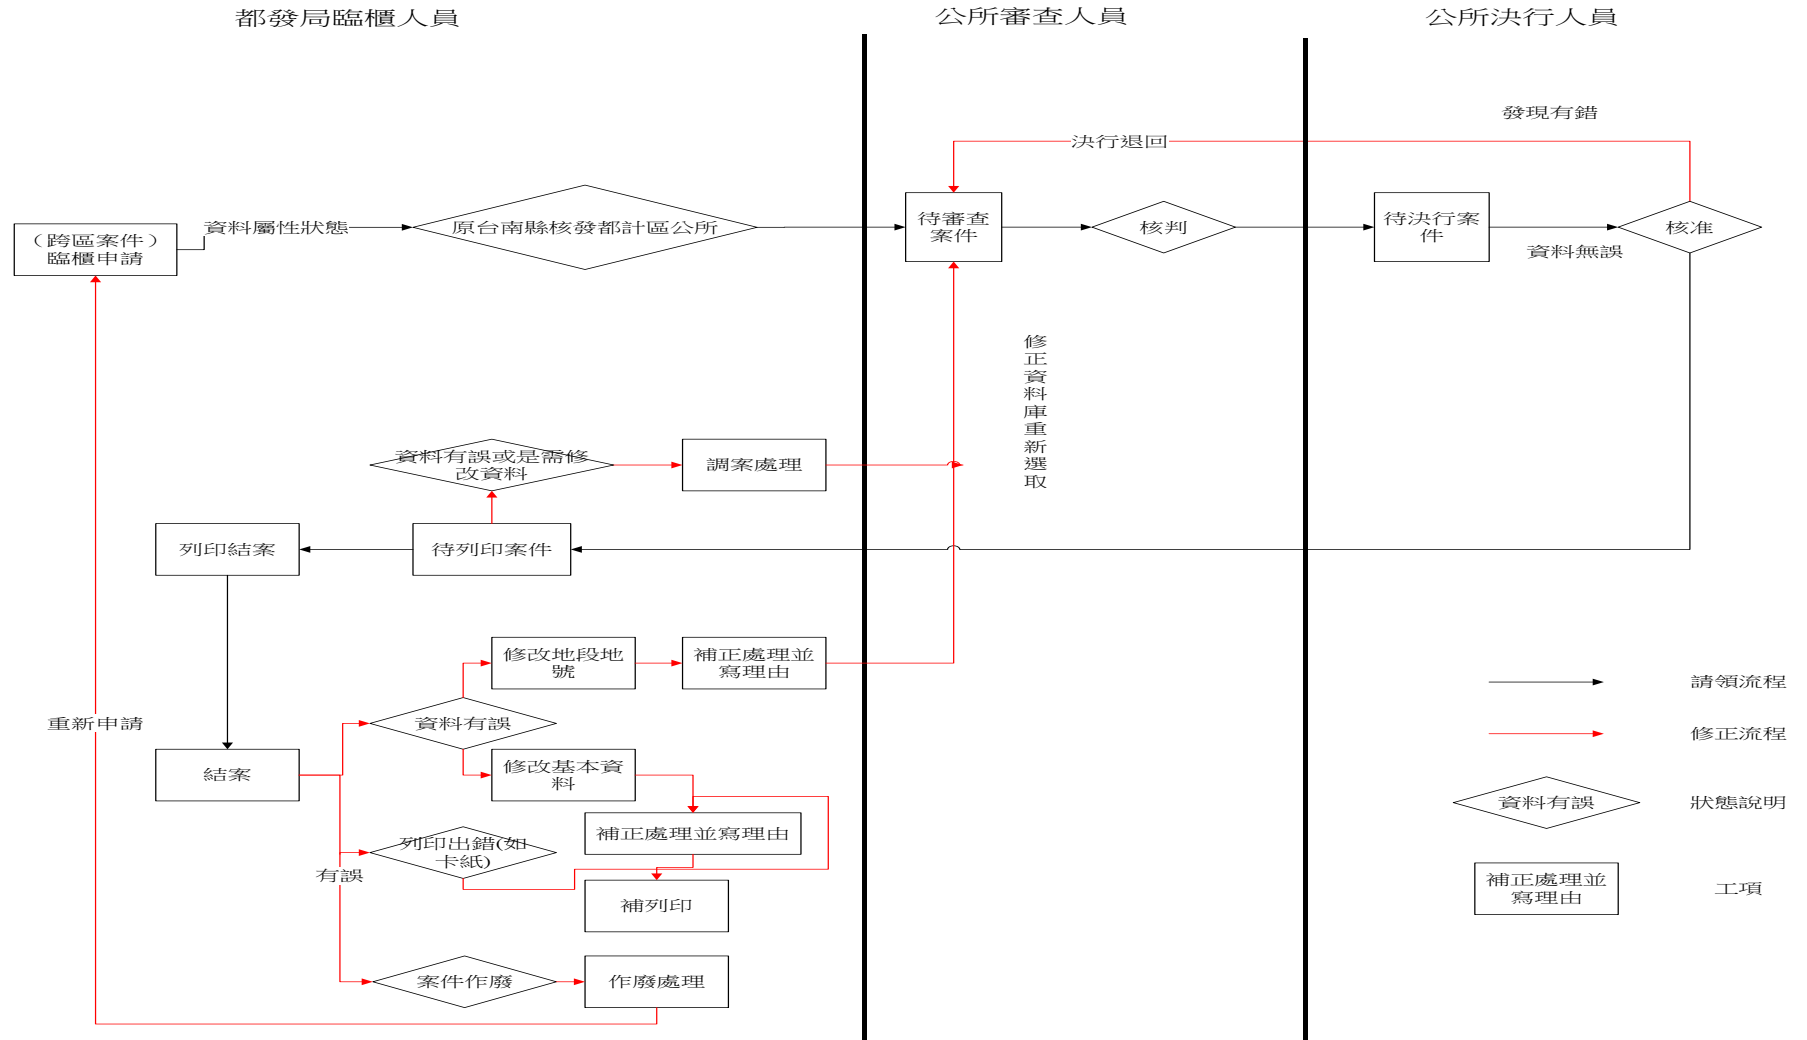 都發局臨櫃人員
公所審查人員
公所決行人員
發現有錯
決行退回
（跨區案件）
臨櫃申請
資料屬性狀態
原台南縣核發都計區公所
待審查
案件
核判
待決行案
件
資料無誤
核准
修
正
資
料
庫
重
新
選
取
資料有誤或是需修
改資料
調案處理
列印結案
待列印案件
修改地段地
號
補正處理並
寫理由
重新申請
資料有誤
結案
修改基本資
料
補正處理並寫理由
列印出錯(如
卡紙)
有誤
補列印
案件作廢
作廢處理
請領流程
修正流程
資料有誤
狀態說明
補正處理並
寫理由
工項